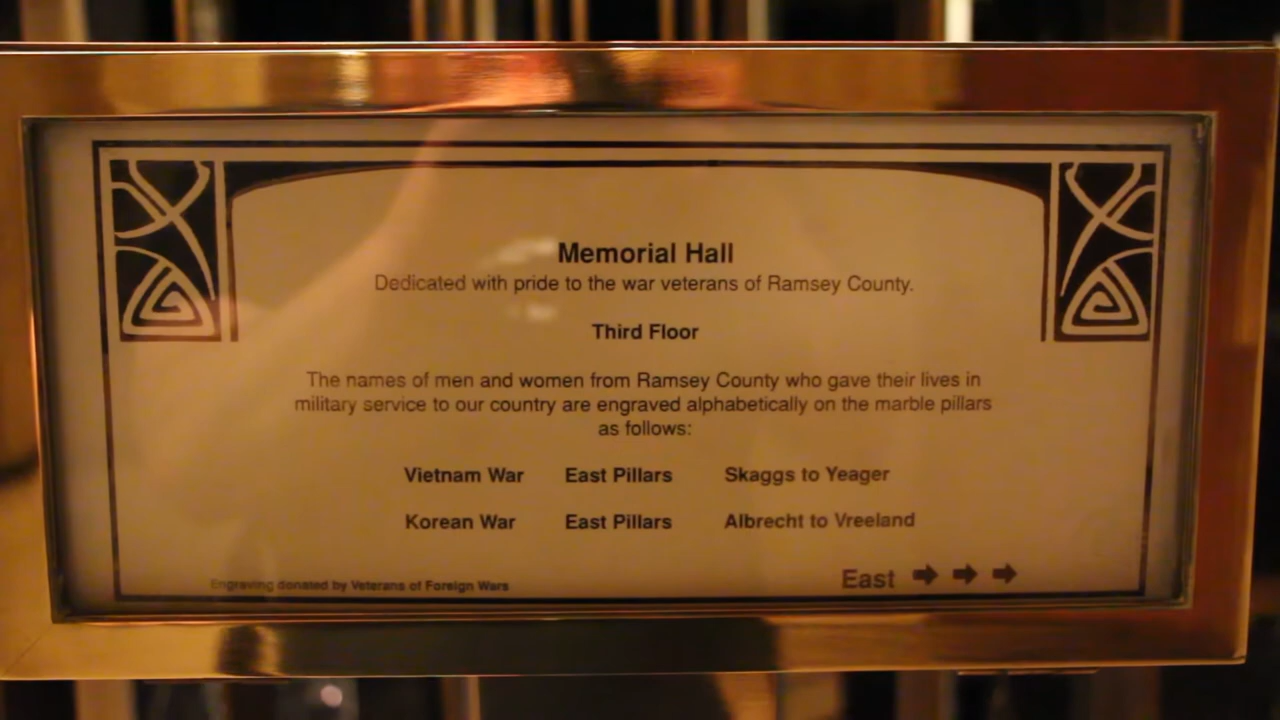 Memorial Hall
Dedicated with pride to the war veterans of Ramsey County.
Third Floor
The names of men and women from Ramsey County who gave their lives in
military service to our country are engraved alphabetically on the marble pillars
as follows:
Vietnam War East Pillars Skaggs to Yeager
Korean War East Pillars Albrecht to Vreeland
East ➡ ➡ ➡
Engraving donated by Veterans of Foreign Wars